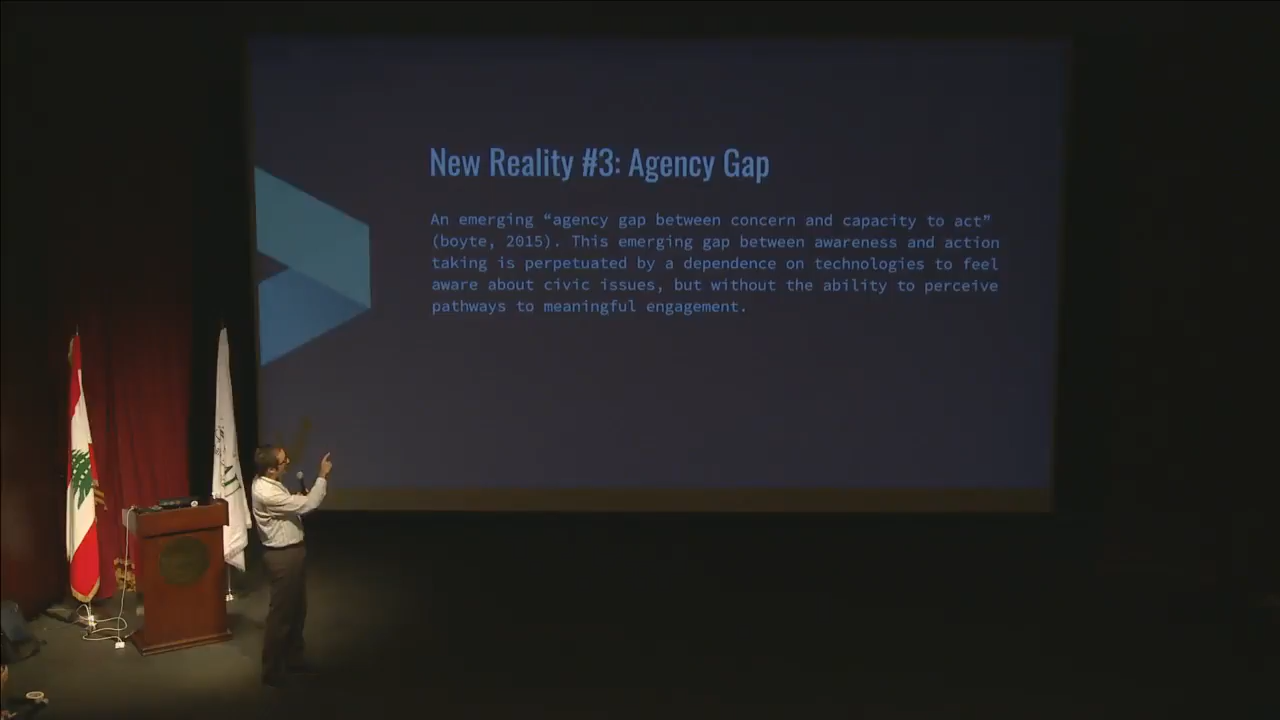 New Reality #3: Agency Gap
An emerging “agency gap between concern and capacity to act”
(boyte, 2015). This emerging gap between awareness and action
taking is perpetuated by a dependence on technologies to feel
aware about civic issues, but without the ability to perceive
pathways to meaningful engagement.